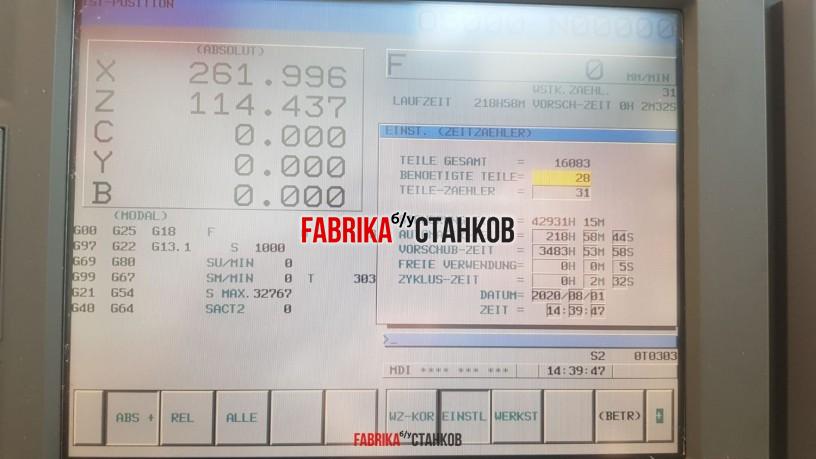 IST-POSITION
O0000 N00000
(ABSOLUT)
X 261.996
Z 114.437
C 0.000
Y 0.000
B 0.000
F 0 MM/MIN
WSTK.ZAEHL. 31
LAUFZEIT 218H58M VORSCH-ZEIT 0H 2M32S
EINST. (ZEITZAEHLER)
TEILE GESAMT = 16083
BENOETIGTE TEILE= 28
TEILE-ZAEHLER = 31
= 42931H 15M
= 218H 58M 44S
VORSCHUB-ZEIT = 3483H 53M 58S
FREIE VERWENDUNG= 0H 0M 5S
ZYKLUS-ZEIT = 0H 2M 32S
DATUM= 2020/08/01
ZEIT = 14:39:47
(MODAL)
G00 G25 G18 F
G97 G22 G13.1 S 1000
G69 G80 SU/MIN 0
G99 G67 SM/MIN 0 T 303
G21 G54 S MAX. 32767
G40 G64 SACT2 0
FABRIKA б/у СТАНКОВ
>_
S2 0T0303
MDI **** *** *** 14:39:47
ABS + REL ALLE WZ-KOR EINSTL WERKST (BETR) +
FABRIKA б/у СТАНКОВ